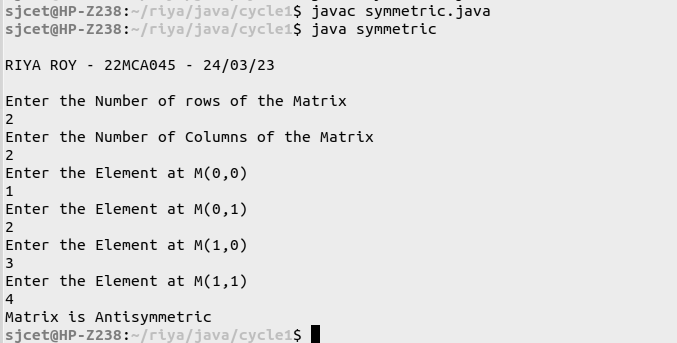 sjcet@HP-Z238:~/riya/java/cycle1$ javac symmetric.java
sjcet@HP-Z238:~/riya/java/cycle1$ java symmetric
RIYA ROY - 22MCA045 - 24/03/23
Enter the Number of rows of the Matrix
2
Enter the Number of Columns of the Matrix
2
Enter the Element at M(0,0)
1
Enter the Element at M(0,1)
2
Enter the Element at M(1,0)
3
Enter the Element at M(1,1)
4
Matrix is Antisymmetric
sjcet@HP-Z238:~/riya/java/cycle1$